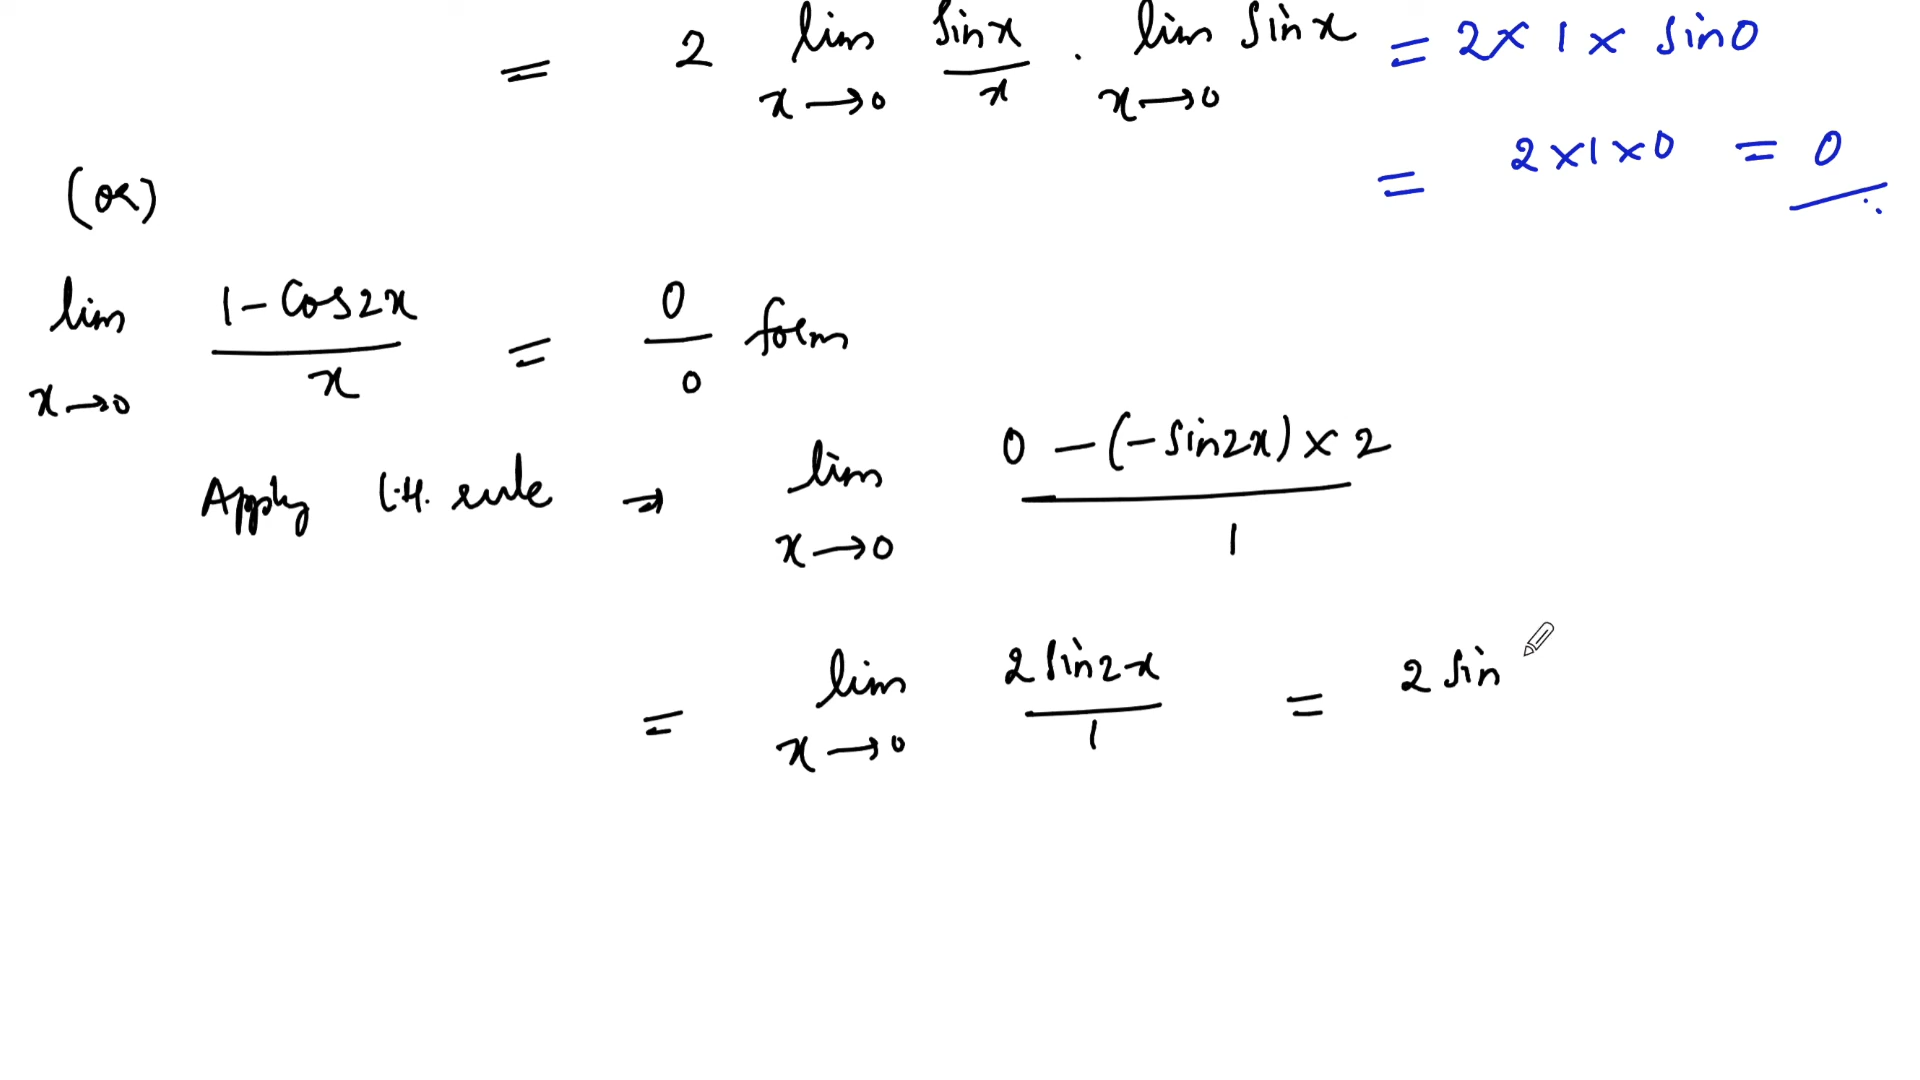 = 2 lim x→0 sinx/x . lim x→0 sinx = 2×1× sin0
= 2×1×0 = 0
(or)
lim x→0 1-cos2x/x = 0/0 form
Apply L.H. rule → lim x→0 0-(-sin2x)×2/1
= lim x→0 2sin2x/1 = 2 sin